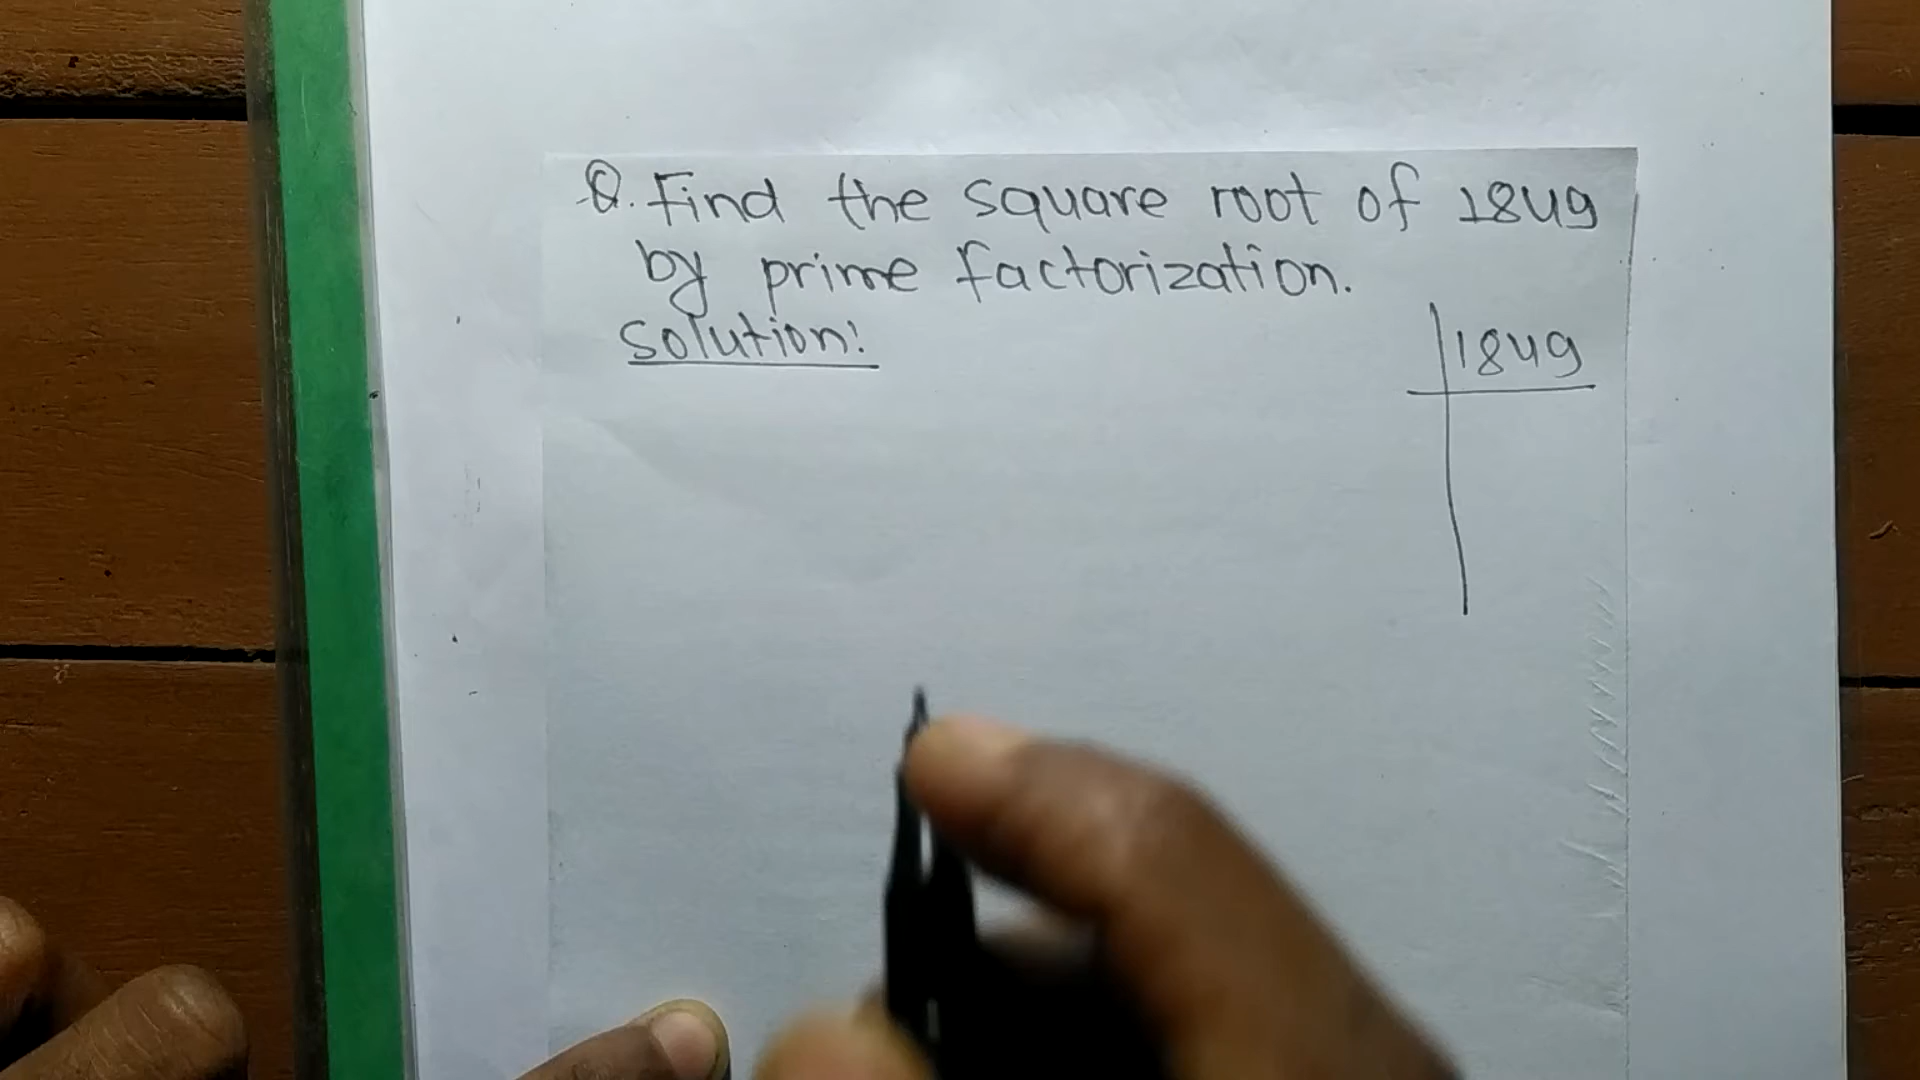 Q. Find the square root of 1849
by prime factorization.
Solution:
1849